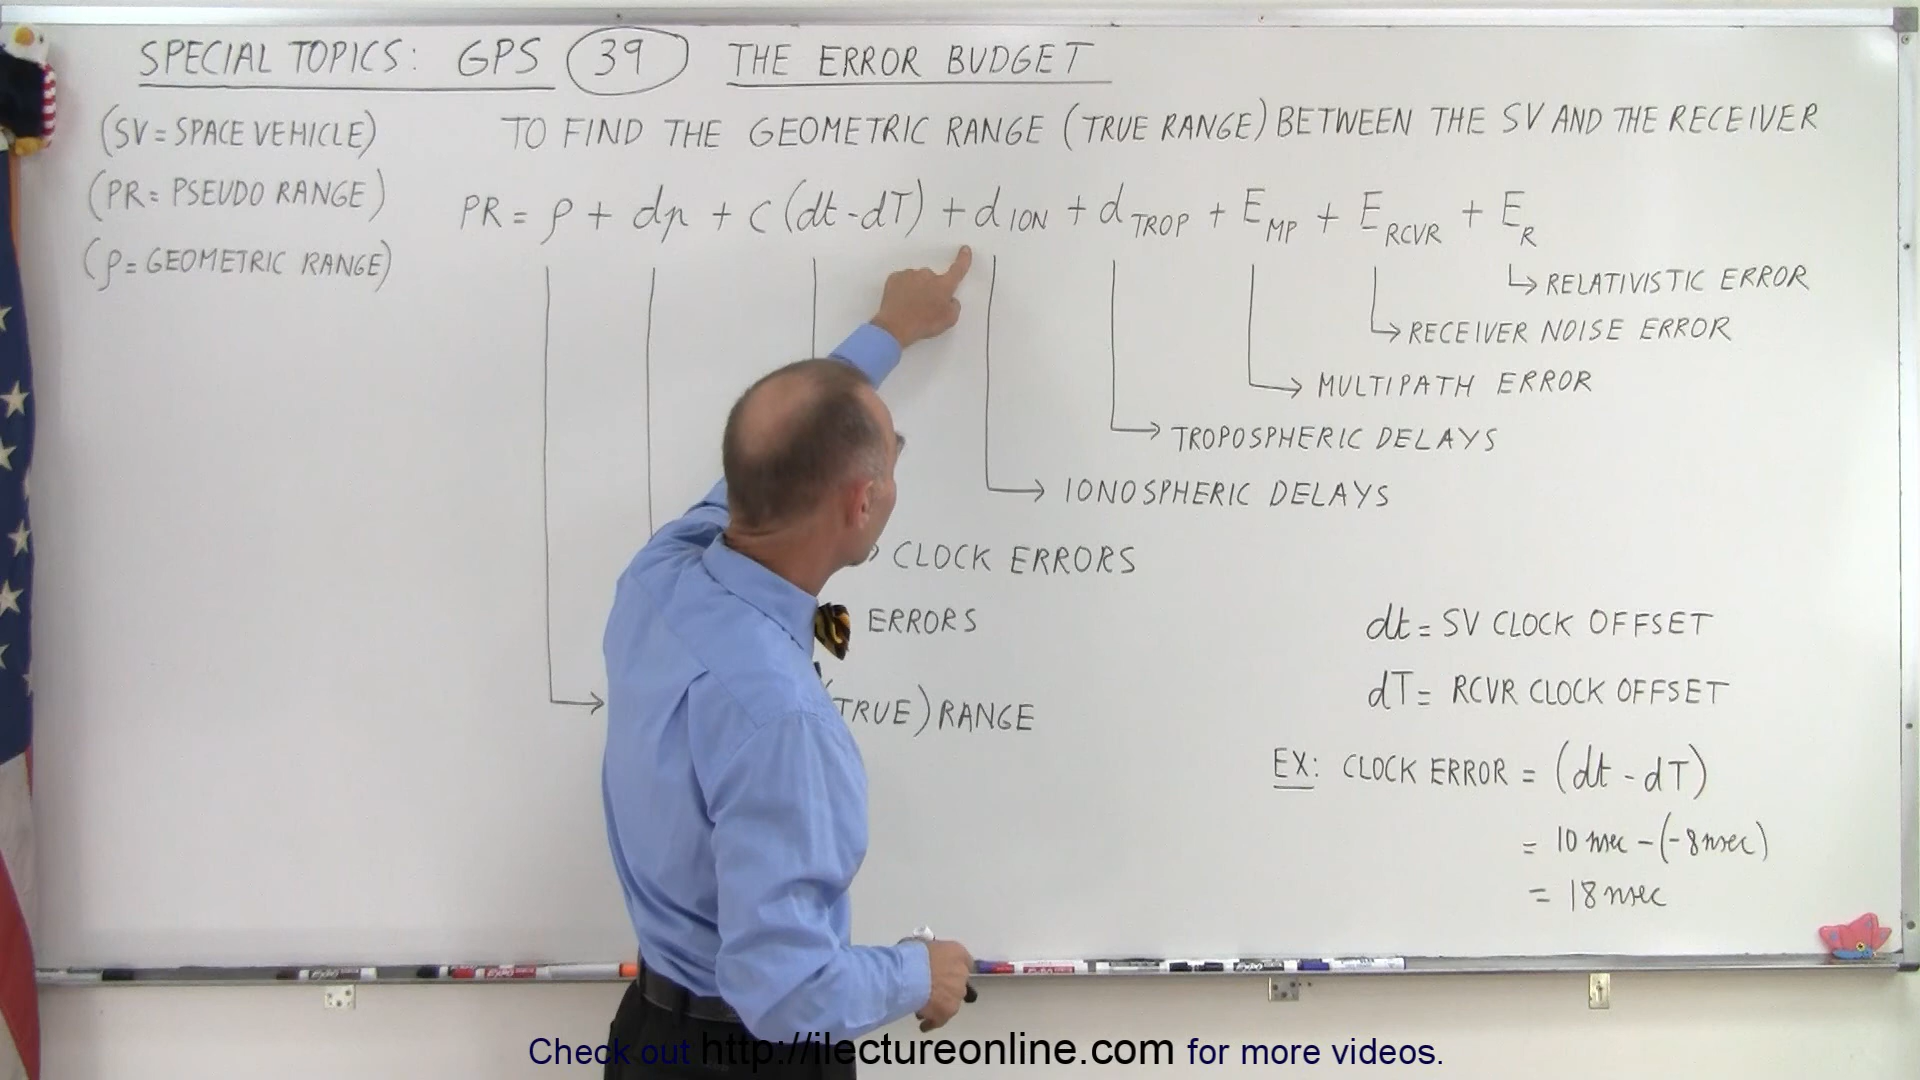 SPECIAL TOPICS: GPS 39 THE ERROR BUDGET
(SV = SPACE VEHICLE)
TO FIND THE GEOMETRIC RANGE (TRUE RANGE) BETWEEN THE SV AND THE RECEIVER
(PR = PSEUDO RANGE)
PR = ρ + dρ + c (dt - dT) + d ION + d TROP + E MP + E RCVR + E R
(ρ = GEOMETRIC RANGE)
RELATIVISTIC ERROR
RECEIVER NOISE ERROR
MULTIPATH ERROR
TROPOSPHERIC DELAYS
IONOSPHERIC DELAYS
CLOCK ERRORS
ERRORS
(TRUE) RANGE
dt = SV CLOCK OFFSET
dT = RCVR CLOCK OFFSET
EX: CLOCK ERROR = (dt - dT)
= 10 nsec - (-8 nsec)
= 18 nsec
Check out http://ilectureonline.com for more videos.